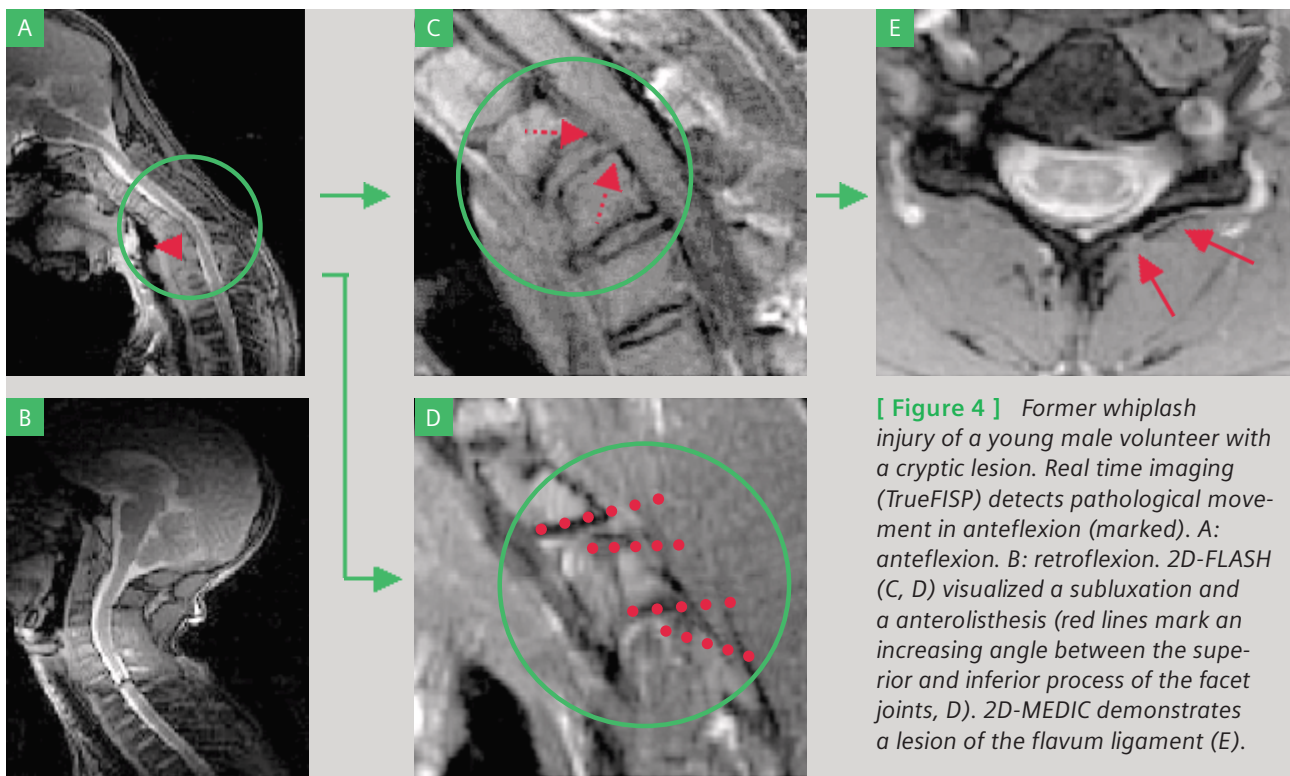 A
C
E
B
D
[ Figure 4 ] Former whiplash
injury of a young male volunteer with
a cryptic lesion. Real time imaging
(TrueFISP) detects pathological move-
ment in anteflexion (marked). A:
anteflexion. B: retroflexion. 2D-FLASH
(C, D) visualized a subluxation and
a anterolisthesis (red lines mark an
increasing angle between the supe-
rior and inferior process of the facet
joints, D). 2D-MEDIC demonstrates
a lesion of the flavum ligament (E).